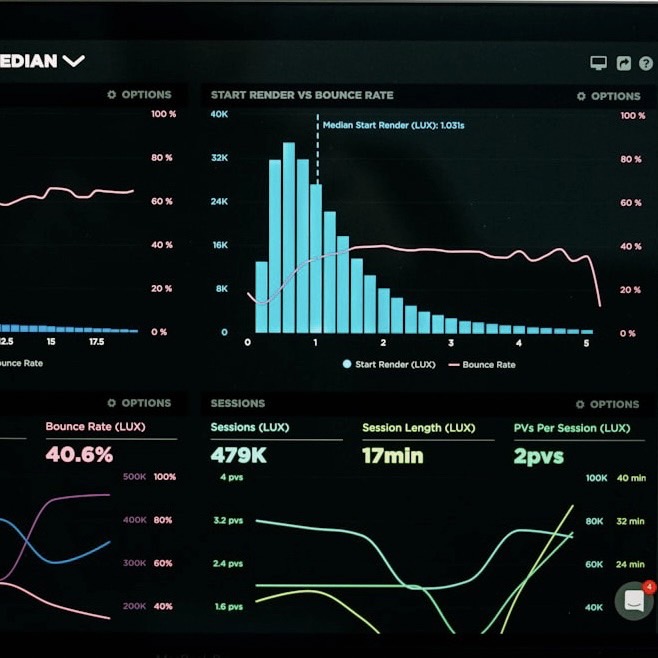 EDIAN
OPTIONS
START RENDER VS BOUNCE RATE
OPTIONS
100 %
80 %
60 %
40 %
20 %
0 %
2.5
15
17.5
unce Rate
40K
32K
24K
16K
8K
0
Median Start Render (LUX): 1.031s
100 %
80 %
60 %
40 %
20 %
0 %
0
1
2
3
4
5
Start Render (LUX)
Bounce Rate
OPTIONS
SESSIONS
OPTIONS
Bounce Rate (LUX)
40.6%
500K 100%
400K 80%
300K 60%
200K 40%
Sessions (LUX)
479K
Session Length (LUX)
17min
PVs Per Session (LUX)
2pvs
4 pvs
3.2 pvs
2.4 pvs
1.6 pvs
100K 40 min
80K 32 min
60K 24 min
40K
4